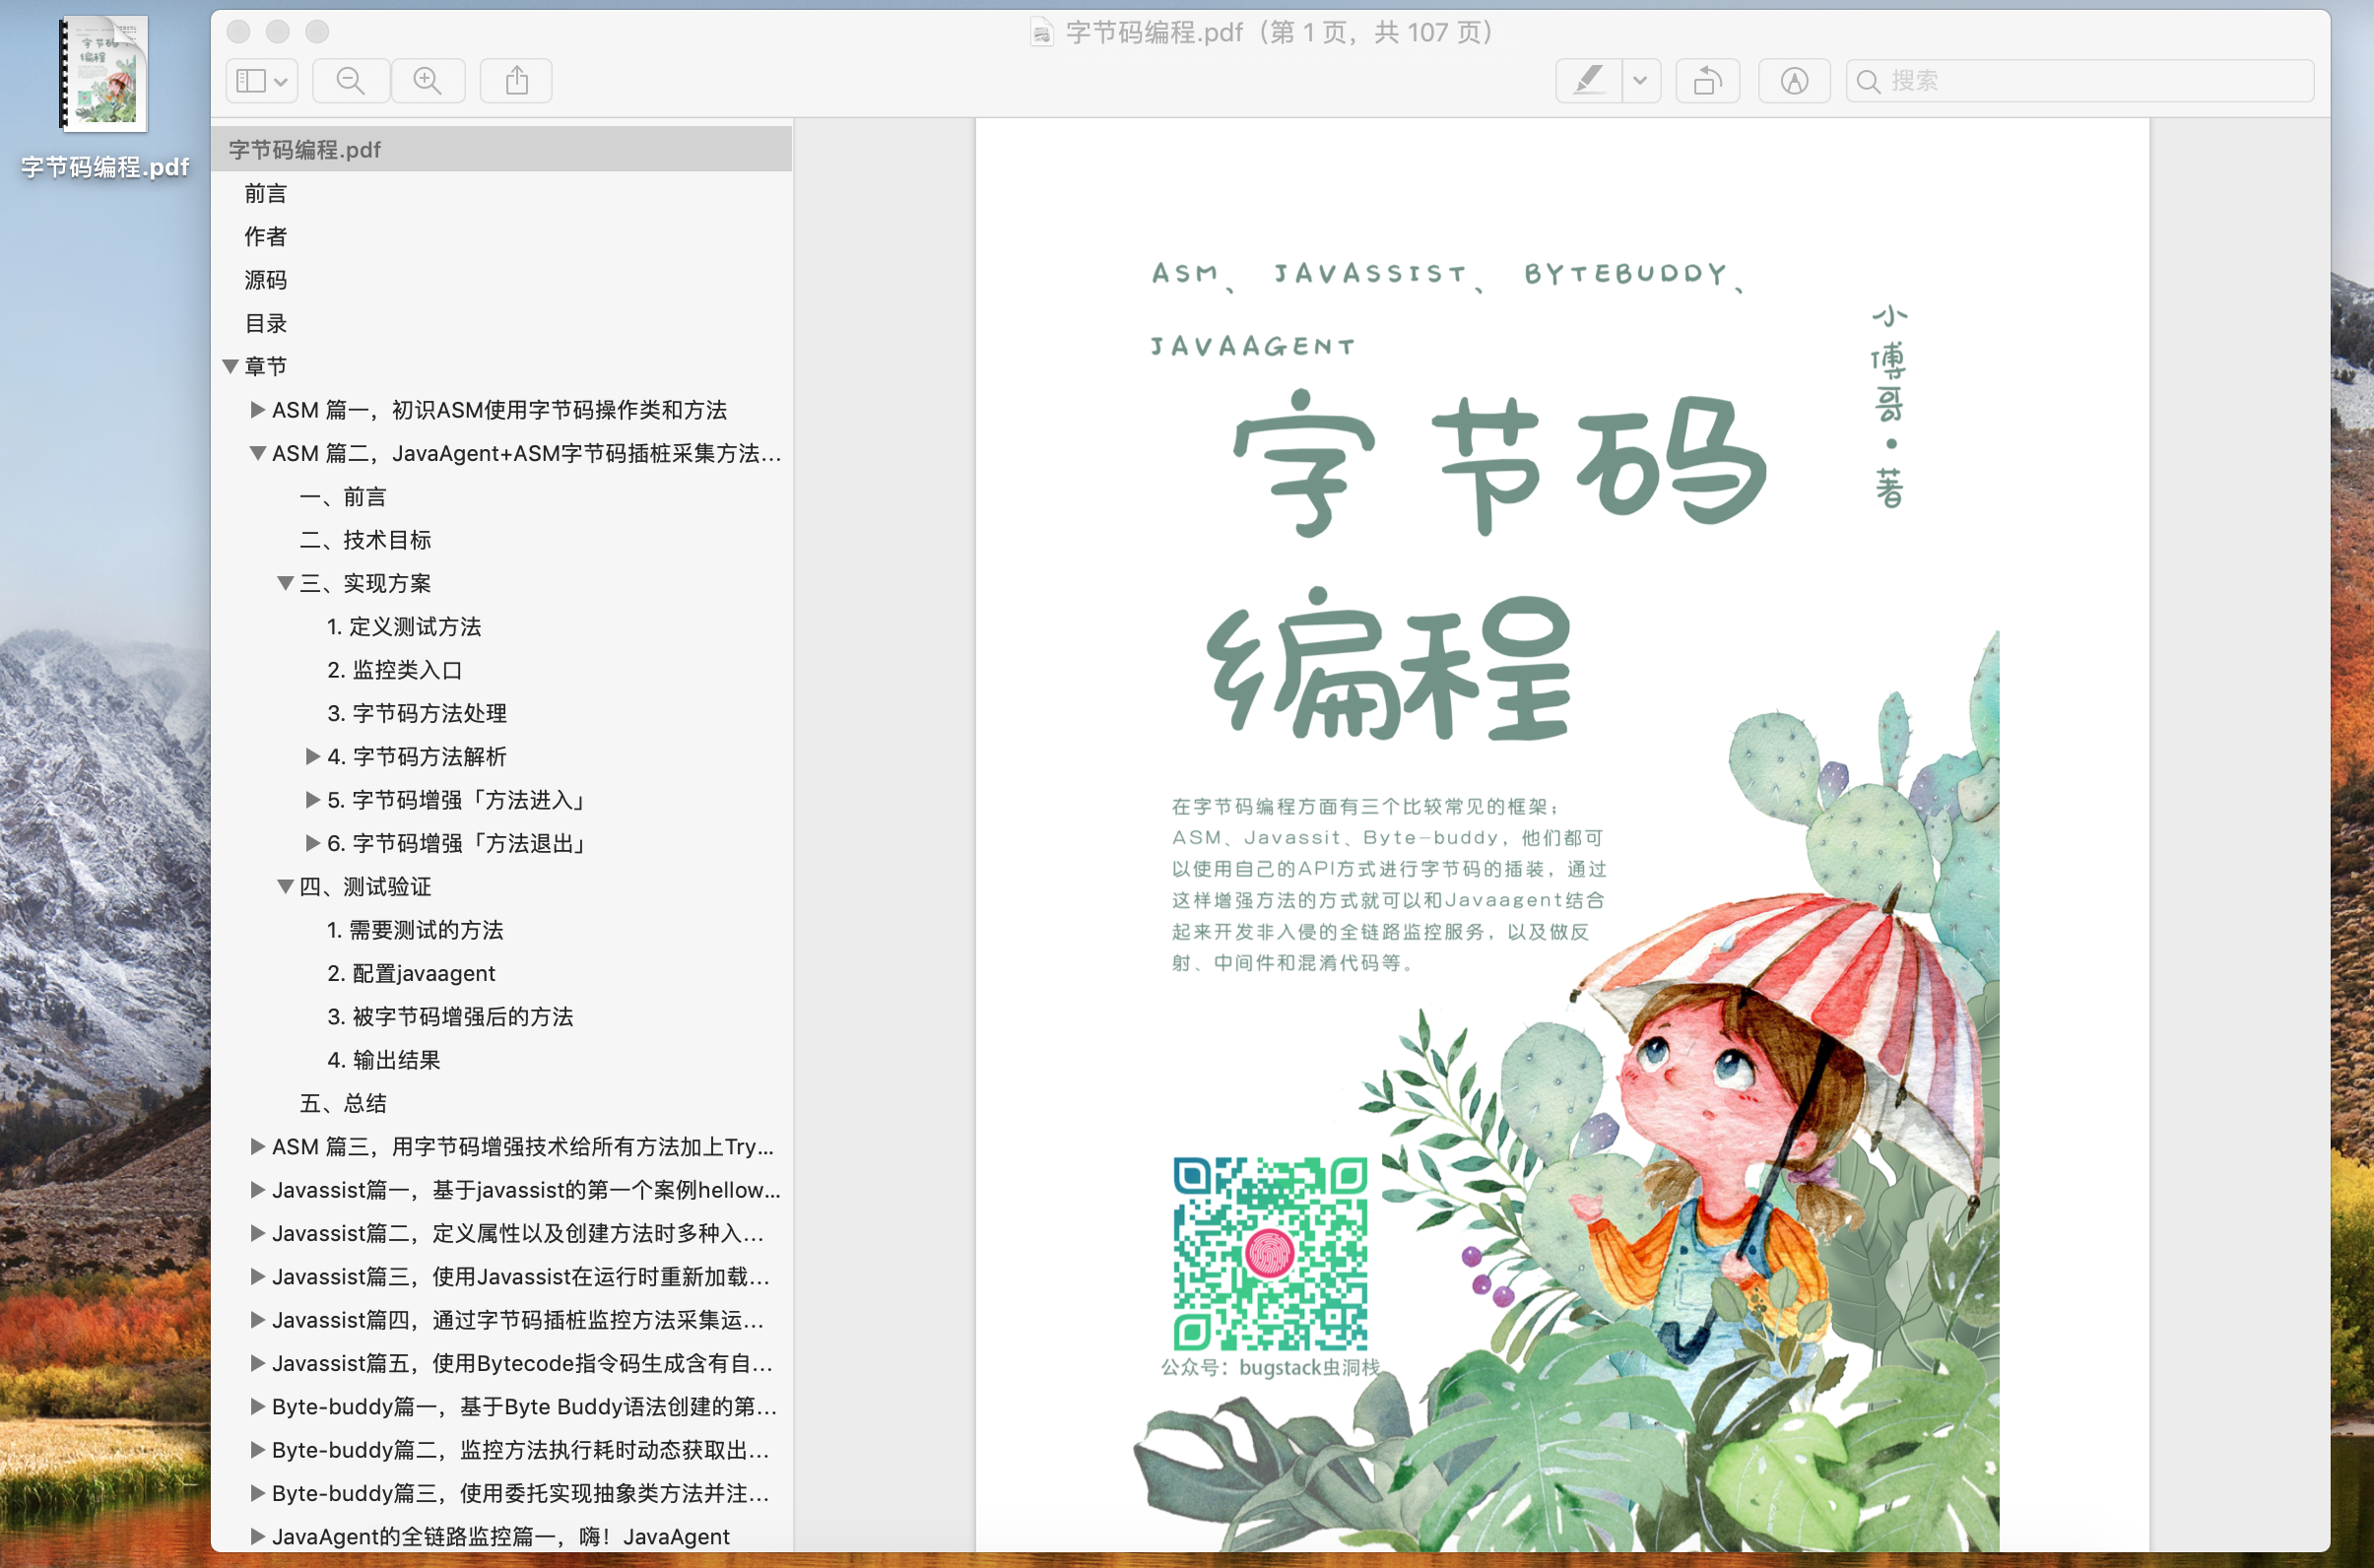 字节码编程.pdf
字节码编程.pdf（第 1 页，共 107 页）
搜索
字节码编程.pdf
前言
作者
源码
目录
章节
ASM 篇一，初识ASM使用字节码操作类和方法
ASM 篇二，JavaAgent+ASM字节码插桩采集方法...
一、前言
二、技术目标
三、实现方案
1. 定义测试方法
2. 监控类入口
3. 字节码方法处理
4. 字节码方法解析
5. 字节码增强「方法进入」
6. 字节码增强「方法退出」
四、测试验证
1. 需要测试的方法
2. 配置javaagent
3. 被字节码增强后的方法
4. 输出结果
五、总结
ASM 篇三，用字节码增强技术给所有方法加上Try...
Javassist篇一，基于javassist的第一个案例hellow...
Javassist篇二，定义属性以及创建方法时多种入...
Javassist篇三，使用Javassist在运行时重新加载...
Javassist篇四，通过字节码插桩监控方法采集运...
Javassist篇五，使用Bytecode指令码生成含有自...
Byte-buddy篇一，基于Byte Buddy语法创建的第...
Byte-buddy篇二，监控方法执行耗时动态获取出...
Byte-buddy篇三，使用委托实现抽象类方法并注...
JavaAgent的全链路监控篇一，嗨！JavaAgent
ASM、 JAVASSIST、 BYTEBUDDY、
JAVAAGENT
小傅哥·著
字节码
编程
在字节码编程方面有三个比较常见的框架；
ASM、Javassit、Byte-buddy，他们都可
以使用自己的API方式进行字节码的插装，通过
这样增强方法的方式就可以和Javaagent结合
起来开发非入侵的全链路监控服务，以及做反
射、中间件和混淆代码等。
公众号：bugstack虫洞栈